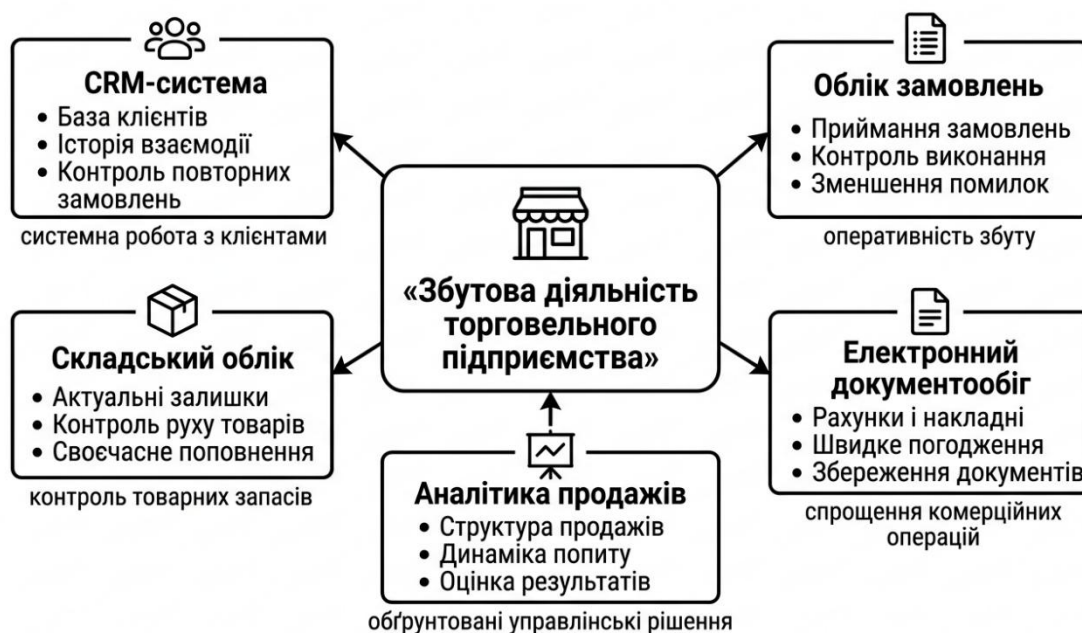 CRM-система
• База клієнтів
• Історія взаємодії
• Контроль повторних
замовлень
системна робота з клієнтами
Облік замовлень
• Приймання замовлень
• Контроль виконання
• Зменшення помилок
оперативність збуту
«Збутова діяльність
торговельного
підприємства»
Складський облік
• Актуальні залишки
• Контроль руху товарів
• Своєчасне поповнення
контроль товарних запасів
Електронний
документообіг
• Рахунки і накладні
• Швидке погодження
• Збереження документів
спрощення комерційних
операцій
Аналітика продажів
• Структура продажів
• Динаміка попиту
• Оцінка результатів
обґрунтовані управлінські рішення